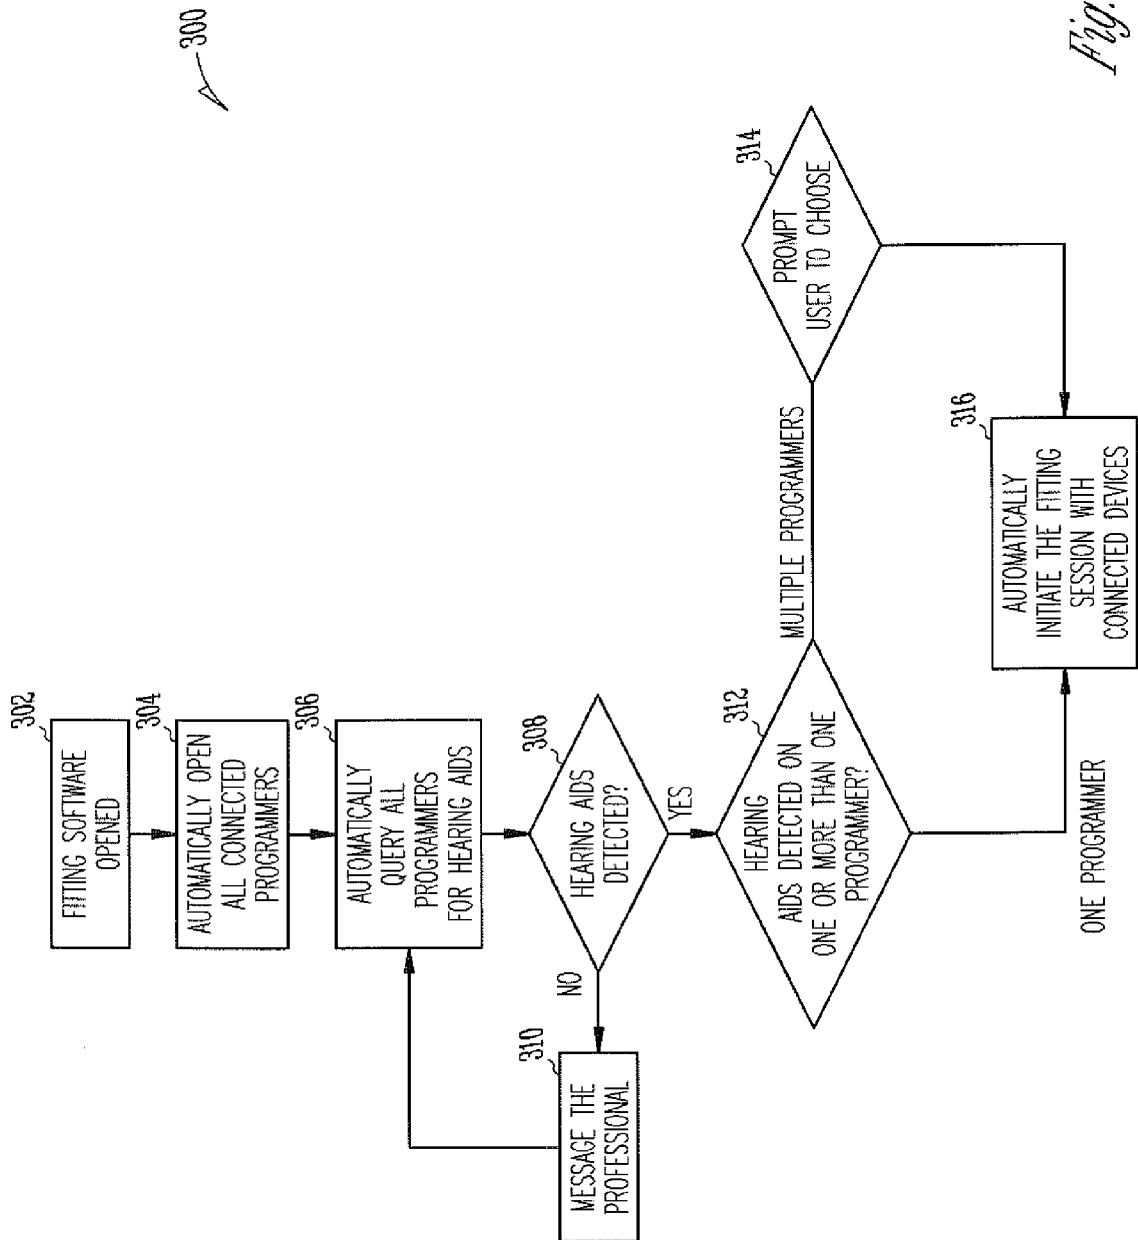 300
302
FITTING SOFTWARE
OPENED
304
AUTOMATICALLY OPEN
ALL CONNECTED
PROGRAMMERS
306
AUTOMATICALLY
QUERY ALL
PROGRAMMERS
FOR HEARING AIDS
308
HEARING AIDS
DETECTED?
NO
310
MESSAGE THE
PROFESSIONAL
YES
312
HEARING
AIDS DETECTED ON
ONE OR MORE THAN ONE
PROGRAMMER?
MULTIPLE PROGRAMMERS
314
PROMPT
USER TO CHOOSE
ONE PROGRAMMER
316
AUTOMATICALLY
INITIATE THE FITTING
SESSION WITH
CONNECTED DEVICES
Fig.